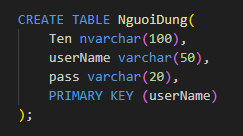 CREATE TABLE NguoiDung(
    Ten nvarchar(100),
    userName varchar(50),
    pass varchar(20),
    PRIMARY KEY (userName)
);